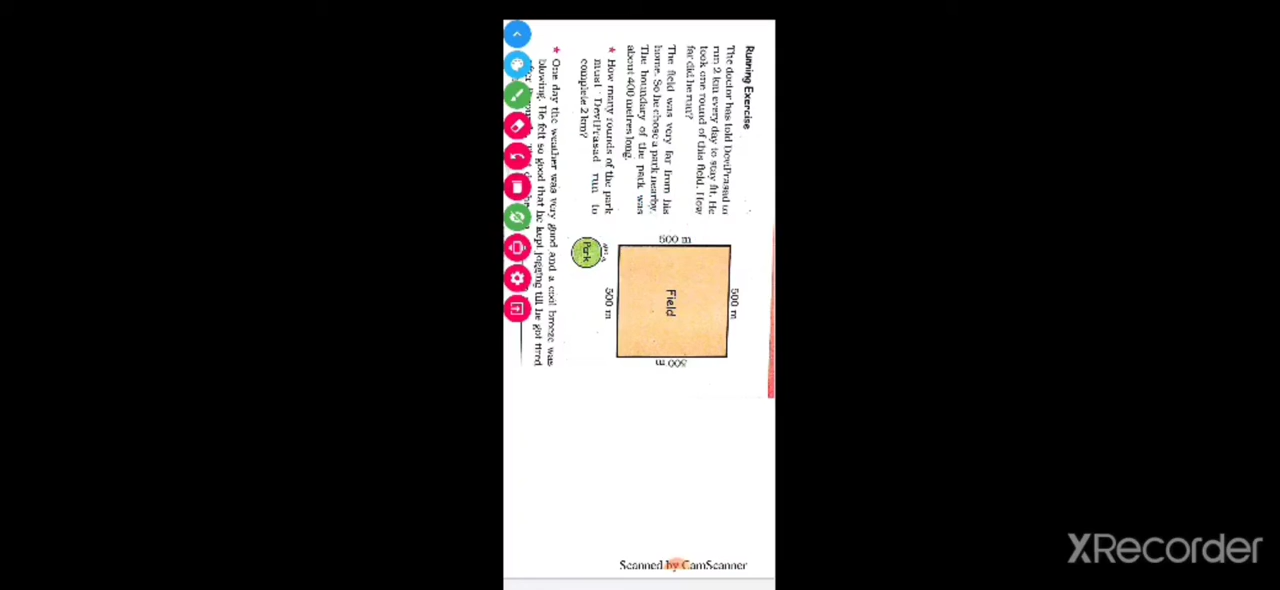 Running Exercise
The doctor has told DeviPrasad to
run 2 km every day to stay fit. He
took one round of this field. How
far did he run?
The field was very far from his
home. So he chose a park nearby.
The boundary of the park was
about 400 metres long.
★ How many rounds of the park
must DeviPrasad run to
complete 2 km?
★ One day the weather was very good and a cool breeze was
blowing. He felt so good that he kept jogging till he got tired
500 m
500 m
Field
500 m
500 m
Park
Scanned by CamScanner
XRecorder